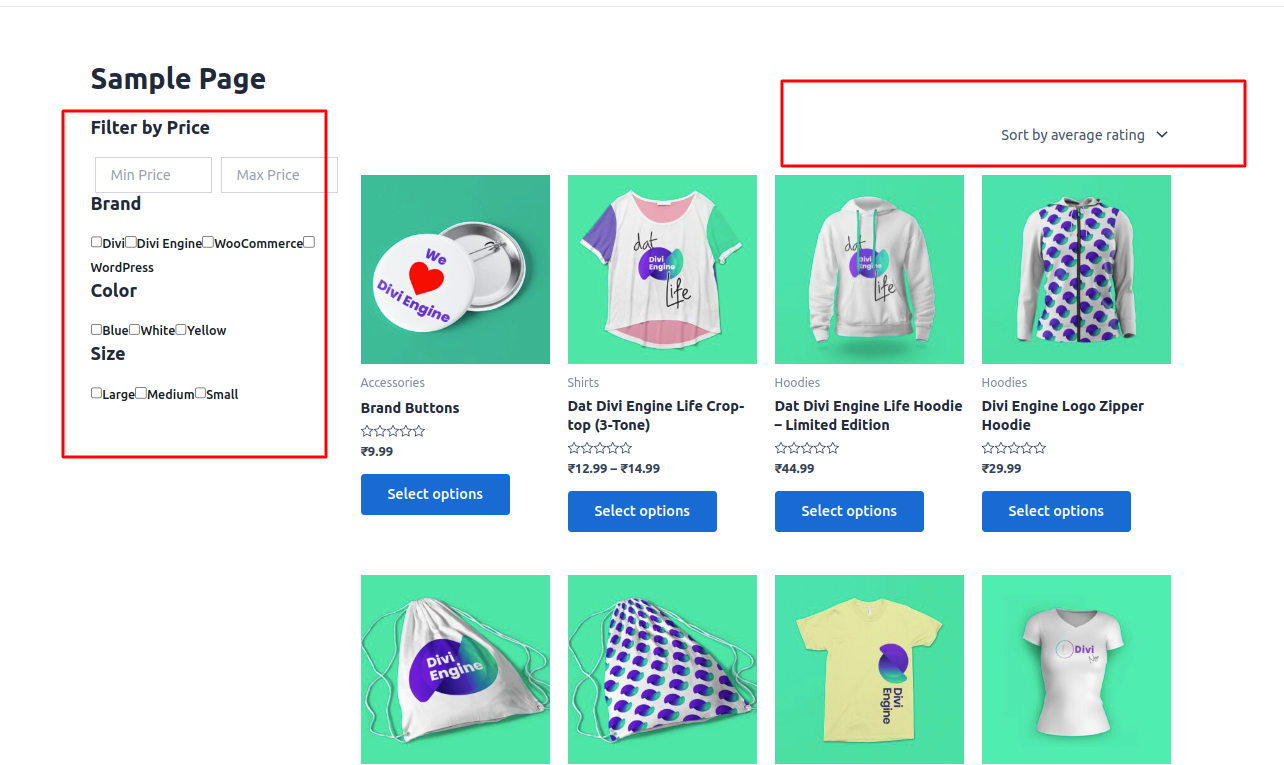 Sample Page
Filter by Price
Min Price Max Price
Brand
Divi Divi Engine WooCommerce
WordPress
Color
Blue White Yellow
Size
Large Medium Small
Sort by average rating
We
Divi Engine
Accessories
Brand Buttons
₹9.99
Select options
dat
Divi
Engine
Life
Shirts
Dat Divi Engine Life Crop-
top (3-Tone)
₹12.99 – ₹14.99
Select options
dat
Divi
Engine
Life
Hoodies
Dat Divi Engine Life Hoodie
– Limited Edition
₹44.99
Select options
Hoodies
Divi Engine Logo Zipper
Hoodie
₹29.99
Select options
Divi
Engine
Divi
Engine
Divi